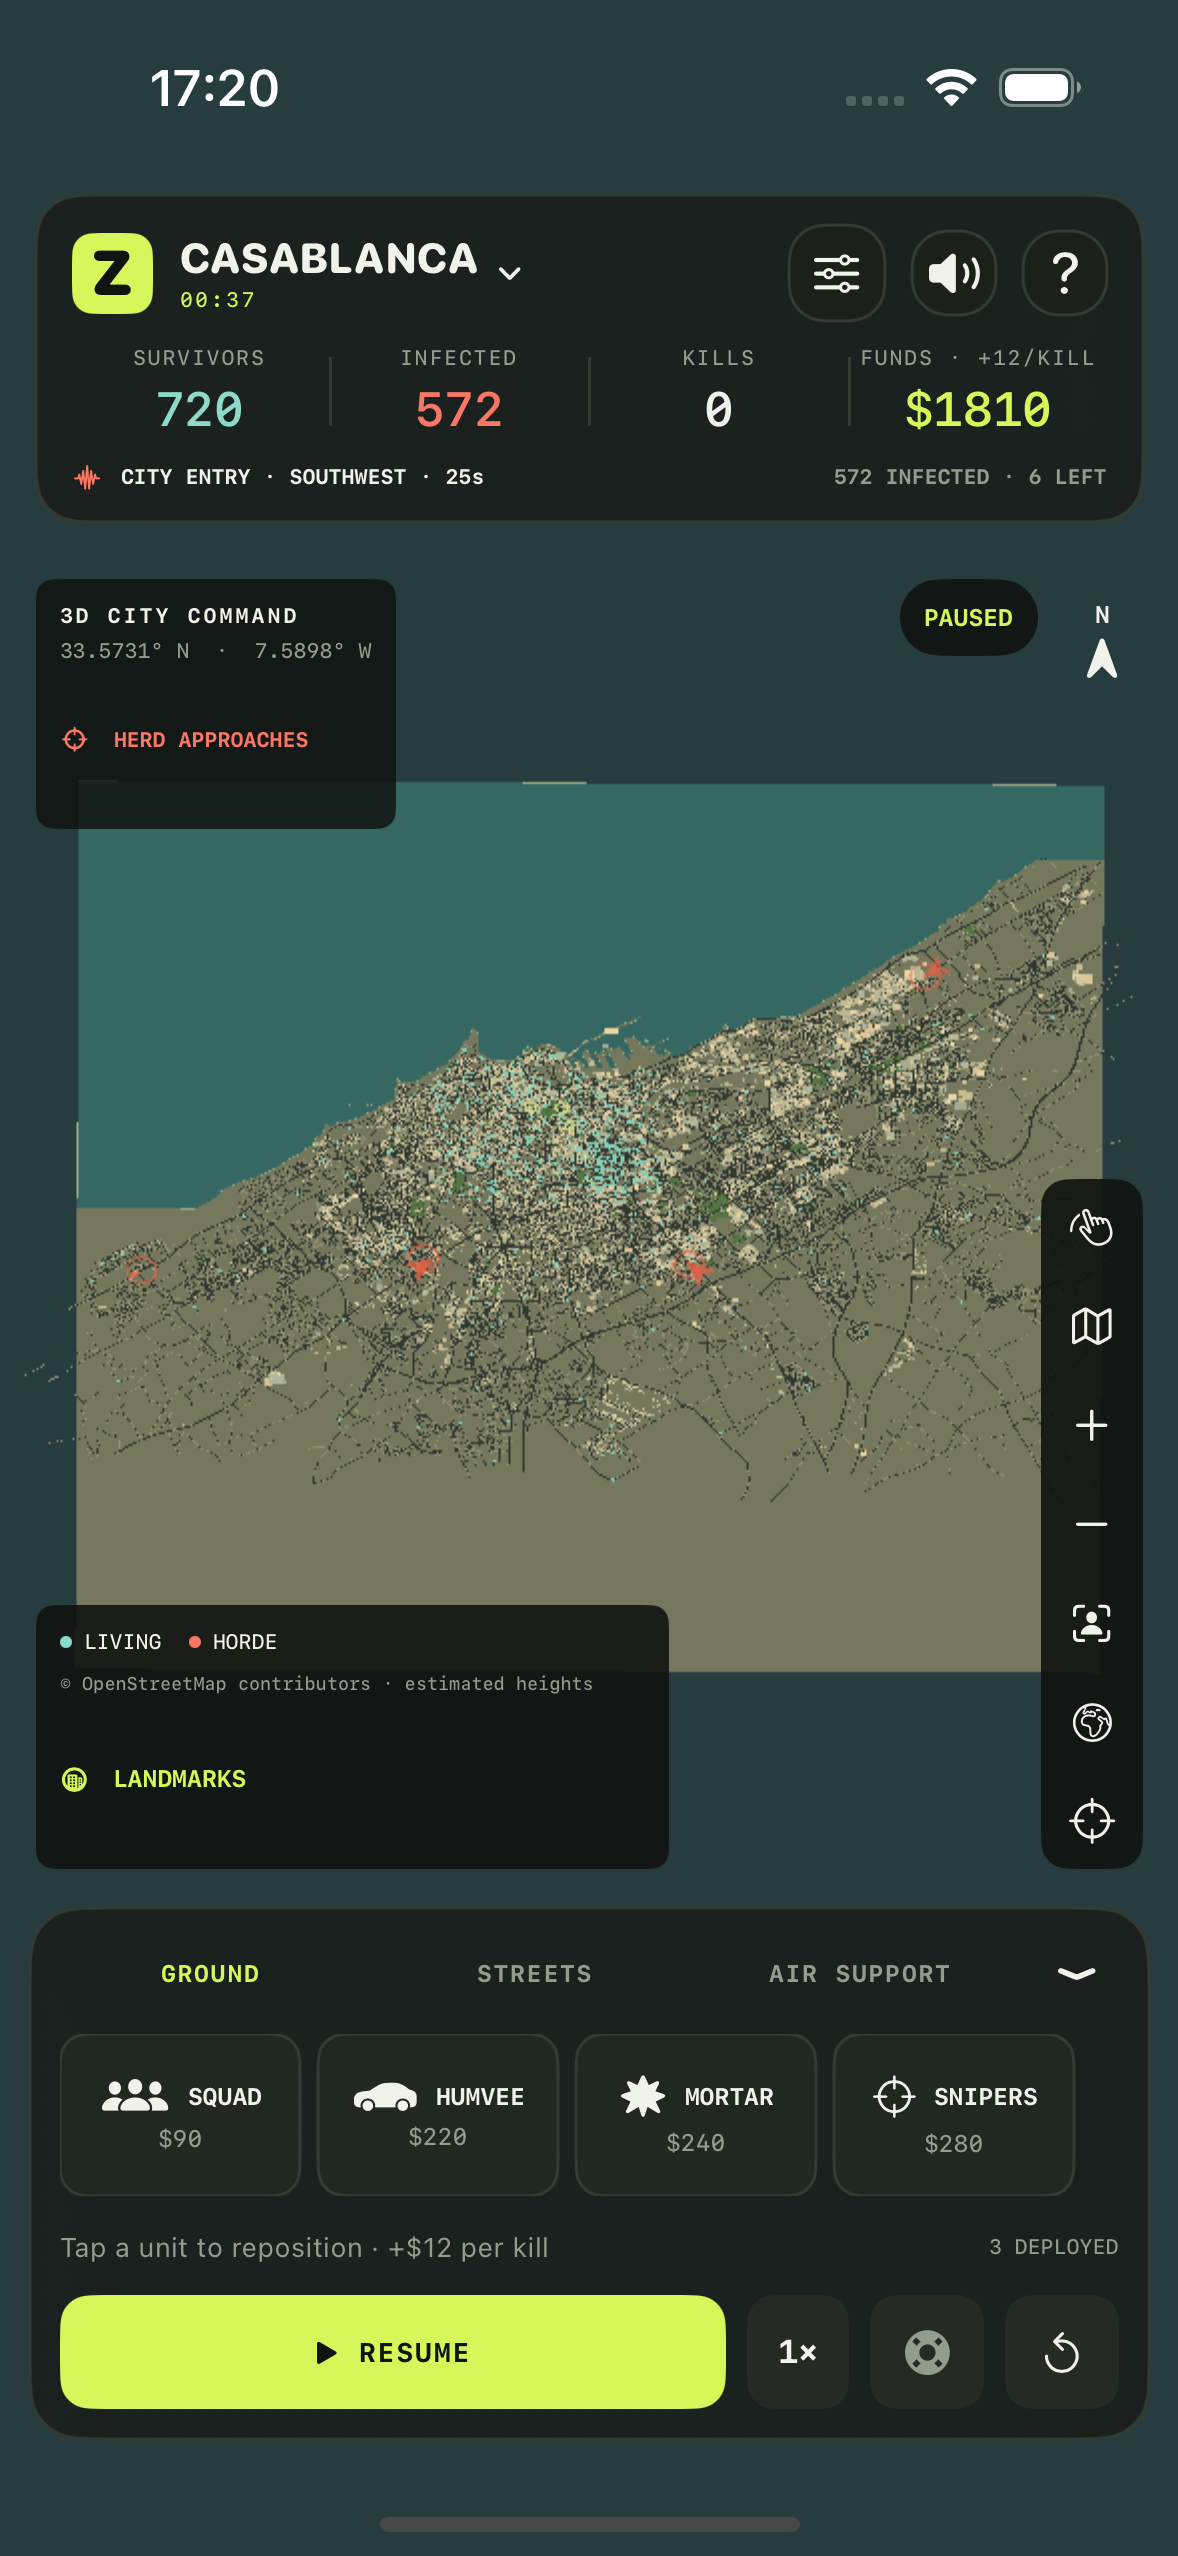 17:20
Z
CASABLANCA
00:37
SURVIVORS
720
INFECTED
572
KILLS
0
FUNDS · +12/KILL
$1810
CITY ENTRY · SOUTHWEST · 25s
572 INFECTED · 6 LEFT
3D CITY COMMAND
33.5731° N · 7.5898° W
HERD APPROACHES
PAUSED
N
LIVING
HORDE
© OpenStreetMap contributors · estimated heights
LANDMARKS
GROUND
STREETS
AIR SUPPORT
SQUAD
$90
HUMVEE
$220
MORTAR
$240
SNIPERS
$280
Tap a unit to reposition · +$12 per kill
3 DEPLOYED
RESUME
1×